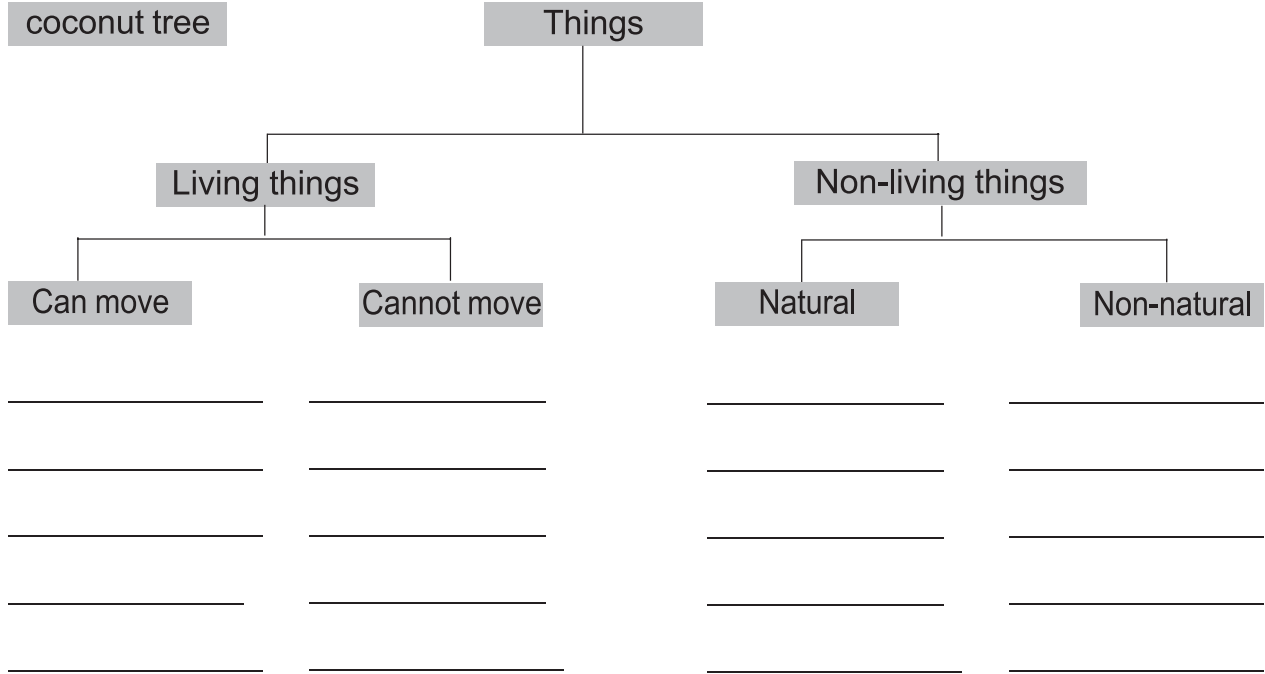 coconut tree
Things
Living things
Non-living things
Can move
Cannot move
Natural
Non-natural